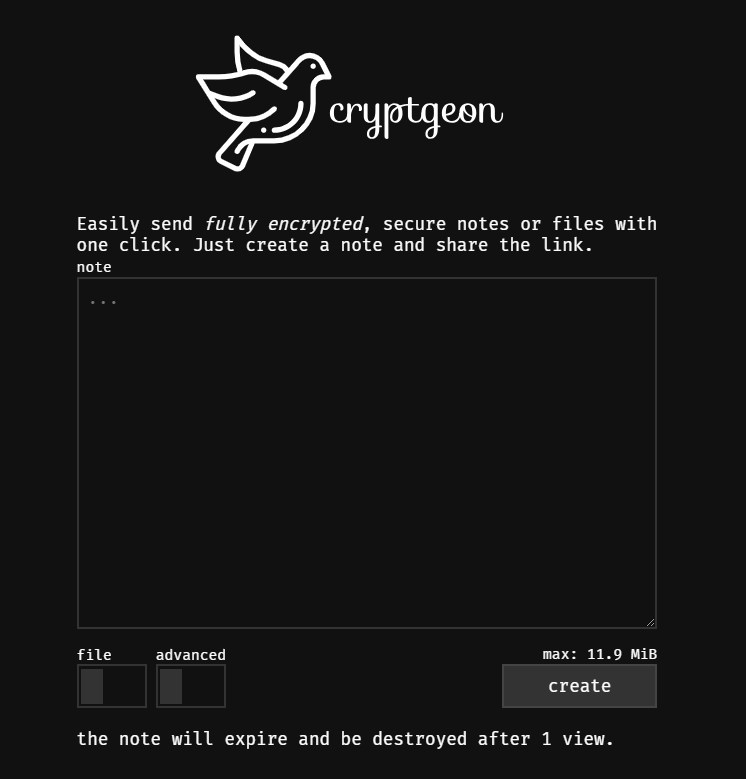 cryptgeon
Easily send fully encrypted, secure notes or files with
one click. Just create a note and share the link.
note
...
file advanced max: 11.9 MiB
create
the note will expire and be destroyed after 1 view.